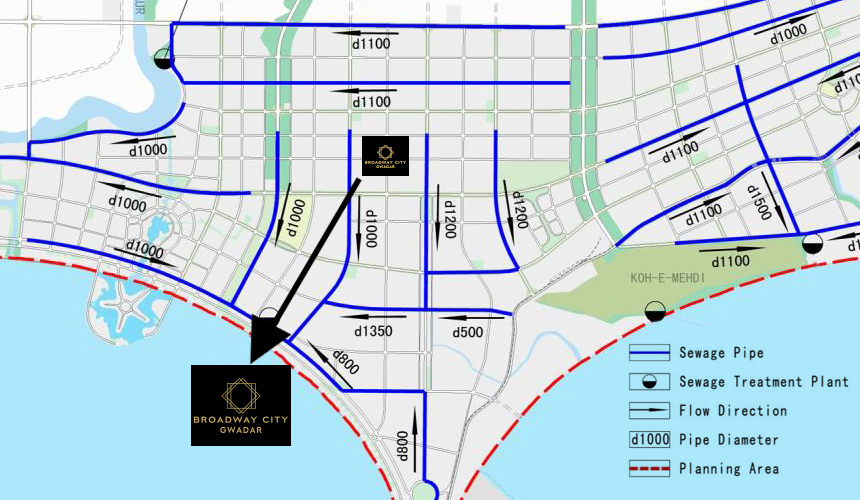 UR
d1100
d1000
d1100
d110
d1000
BROADWAY CITY
GWADAR
d1100
d1000
d1000
d1000
d1200
d1200
d1500
d1100
d1000
d1100
d1
KOH-E-MEHDI
d1350
d500
d800
d800
BROADWAY CITY
GWADAR
Sewage Pipe
Sewage Treatment Plant
Flow Direction
d1000 Pipe Diameter
Planning Area